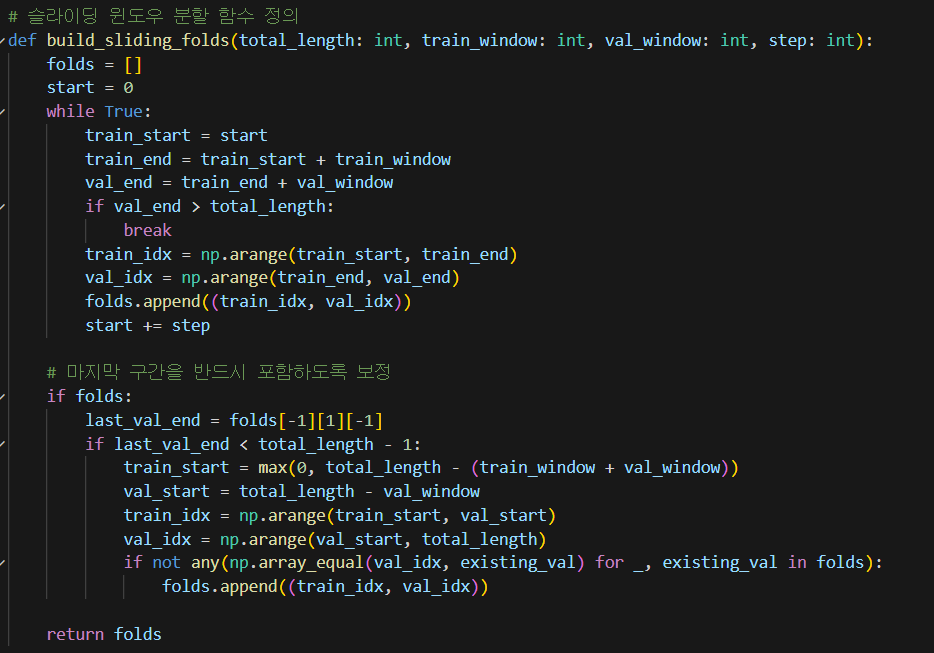 # 슬라이딩 윈도우 분할 함수 정의
def build_sliding_folds(total_length: int, train_window: int, val_window: int, step: int):
    folds = []
    start = 0
    while True:
        train_start = start
        train_end = train_start + train_window
        val_end = train_end + val_window
        if val_end > total_length:
            break
        train_idx = np.arange(train_start, train_end)
        val_idx = np.arange(train_end, val_end)
        folds.append((train_idx, val_idx))
        start += step

    # 마지막 구간을 반드시 포함하도록 보정
    if folds:
        last_val_end = folds[-1][1][-1]
        if last_val_end < total_length - 1:
            train_start = max(0, total_length - (train_window + val_window))
            val_start = total_length - val_window
            train_idx = np.arange(train_start, val_start)
            val_idx = np.arange(val_start, total_length)
            if not any(np.array_equal(val_idx, existing_val) for _, existing_val in folds):
                folds.append((train_idx, val_idx))

    return folds